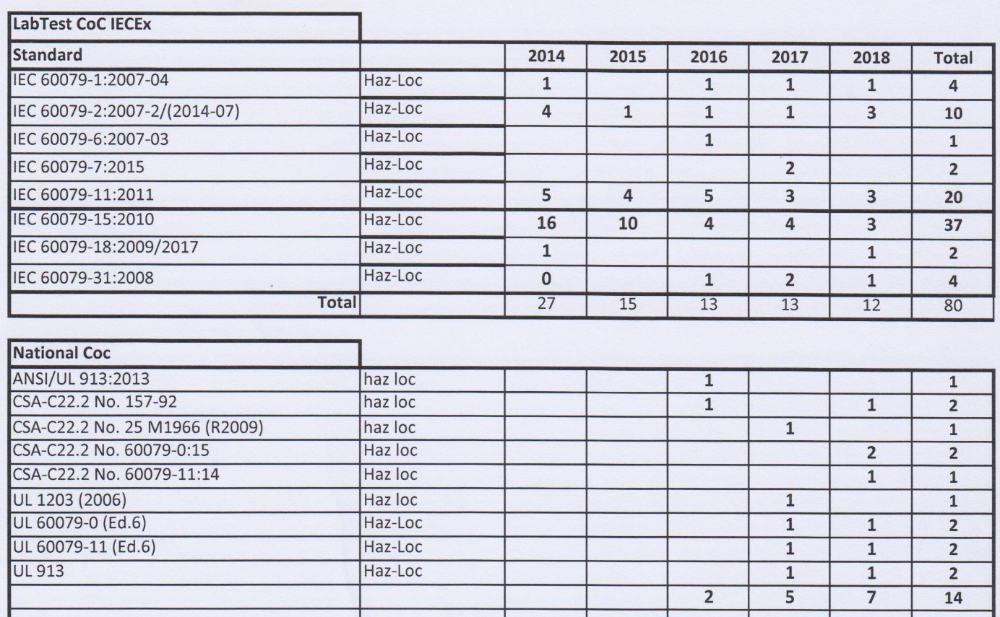 LabTest CoC IECEx
Standard 2014 2015 2016 2017 2018 Total
IEC 60079-1:2007-04 Haz-Loc 1 1 1 1 4
IEC 60079-2:2007-2/(2014-07) Haz-Loc 4 1 1 1 3 10
IEC 60079-6:2007-03 Haz-Loc 1 1
IEC 60079-7:2015 Haz-Loc 2 2
IEC 60079-11:2011 Haz-Loc 5 4 5 3 3 20
IEC 60079-15:2010 Haz-Loc 16 10 4 4 3 37
IEC 60079-18:2009/2017 Haz-Loc 1 1 2
IEC 60079-31:2008 Haz-Loc 0 1 2 1 4
Total 27 15 13 13 12 80
National Coc
ANSI/UL 913:2013 haz loc 1 1
CSA-C22.2 No. 157-92 haz loc 1 1 2
CSA-C22.2 No. 25 M1966 (R2009) haz loc 1 1
CSA-C22.2 No. 60079-0:15 Haz loc 2 2
CSA-C22.2 No. 60079-11:14 Haz loc 1 1
UL 1203 (2006) Haz loc 1 1
UL 60079-0 (Ed.6) Haz-Loc 1 1 2
UL 60079-11 (Ed.6) Haz-Loc 1 1 2
UL 913 Haz-Loc 1 1 2
2 5 7 14